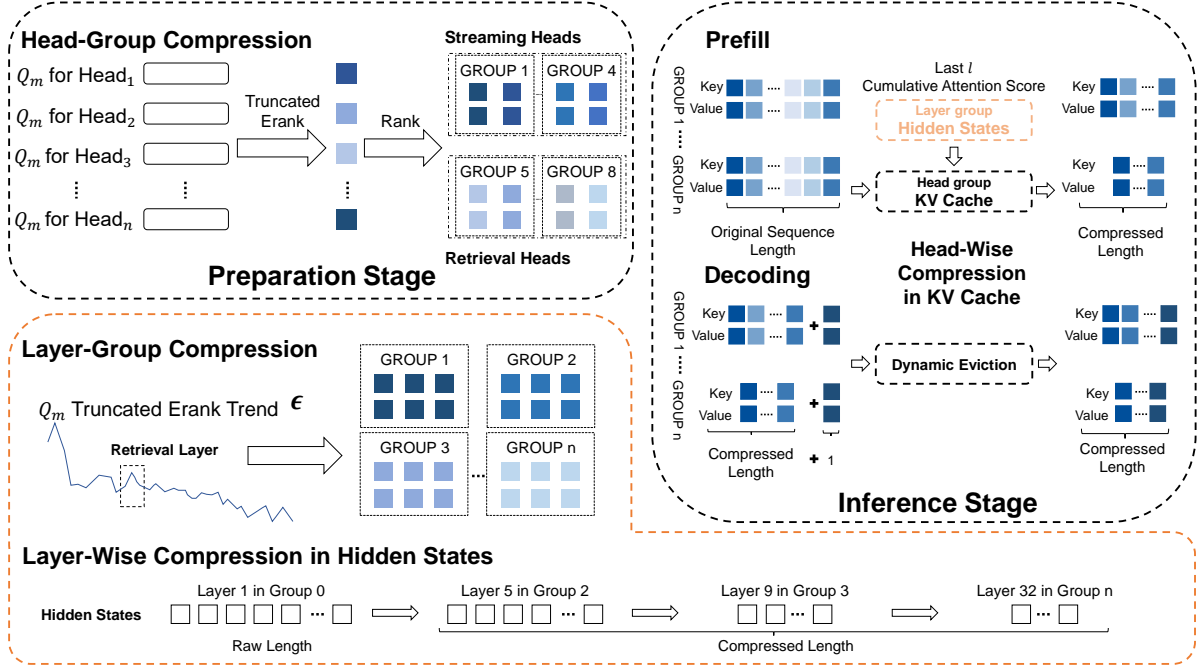 Head-Group Compression
Q_m for Head_1
Q_m for Head_2
Q_m for Head_3
Q_m for Head_n
Truncated
Erank
Rank
Streaming Heads
GROUP 1
GROUP 4
GROUP 5
GROUP 8
Retrieval Heads
Preparation Stage
Prefill
GROUP 1 ····· GROUP n
Key
Value
Key
Value
Original Sequence
Length
Last l
Cumulative Attention Score
Layer group
Hidden States
Head group
KV Cache
Key
Value
Key
Value
Compressed
Length
Head-Wise
Compression
in KV Cache
Decoding
GROUP 1 ····· GROUP n
Key
Value
+
Key
Value
+
Compressed
Length
+ 1
Dynamic Eviction
Key
Value
Key
Value
Compressed
Length
Inference Stage
Layer-Group Compression
Q_m Truncated Erank Trend ϵ
Retrieval Layer
GROUP 1
GROUP 2
GROUP 3
GROUP n
Layer-Wise Compression in Hidden States
Layer 1 in Group 0
Layer 5 in Group 2
Layer 9 in Group 3
Layer 32 in Group n
Hidden States
Raw Length
Compressed Length